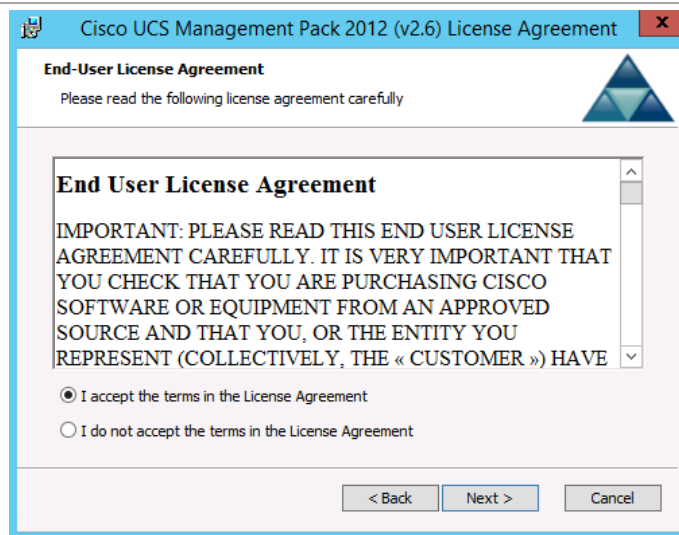 Cisco UCS Management Pack 2012 (v2.6) License Agreement
x
End-User License Agreement
Please read the following license agreement carefully
End User License Agreement
IMPORTANT: PLEASE READ THIS END USER LICENSE
AGREEMENT CAREFULLY. IT IS VERY IMPORTANT THAT
YOU CHECK THAT YOU ARE PURCHASING CISCO
SOFTWARE OR EQUIPMENT FROM AN APPROVED
SOURCE AND THAT YOU, OR THE ENTITY YOU
REPRESENT (COLLECTIVELY, THE « CUSTOMER ») HAVE
I accept the terms in the License Agreement
I do not accept the terms in the License Agreement
< Back Next > Cancel